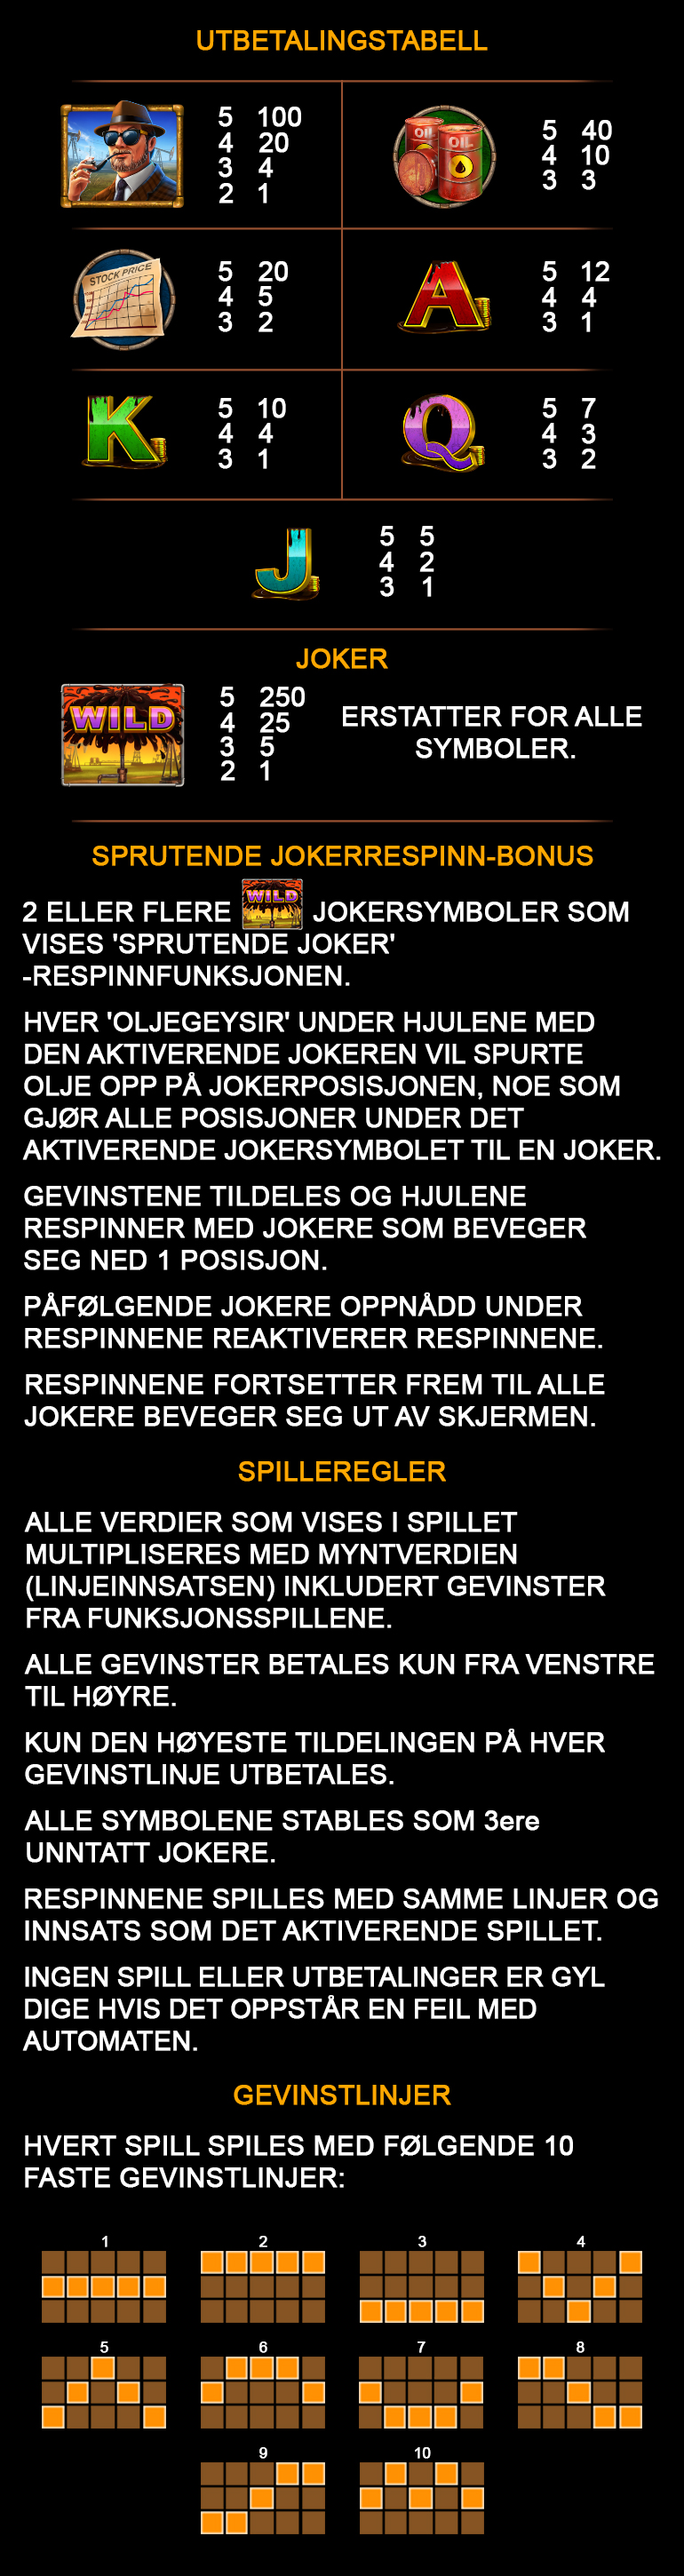 UTBETALINGSTABELL
5 100
4 20
3 4
2 1
OIL
OIL
5 40
4 10
3 3
STOCK PRICE
5 20
4 5
3 2
A
5 12
4 4
3 1
K
5 10
4 4
3 1
Q
5 7
4 3
3 2
J
5 5
4 2
3 1
JOKER
WILD
5 250
4 25
3 5
2 1
ERSTATTER FOR ALLE
SYMBOLER.
SPRUTENDE JOKERRESPINN-BONUS
2 ELLER FLERE WILD JOKERSYMBOLER SOM
VISES 'SPRUTENDE JOKER'
-RESPINNFUNKSJONEN.
HVER 'OLJEGEYSIR' UNDER HJULENE MED
DEN AKTIVERENDE JOKEREN VIL SPURTE
OLJE OPP PÅ JOKERPOSISJONEN, NOE SOM
GJØR ALLE POSISJONER UNDER DET
AKTIVERENDE JOKERSYMBOLET TIL EN JOKER.
GEVINSTENE TILDELES OG HJULENE
RESPINNER MED JOKERE SOM BEVEGER
SEG NED 1 POSISJON.
PÅFØLGENDE JOKERE OPPNÅDD UNDER
RESPINNENE REAKTIVERER RESPINNENE.
RESPINNENE FORTSETTER FREM TIL ALLE
JOKERE BEVEGER SEG UT AV SKJERMEN.
SPILLEREGLER
ALLE VERDIER SOM VISES I SPILLET
MULTIPLISERES MED MYNTVERDIEN
(LINJEINNSATSEN) INKLUDERT GEVINSTER
FRA FUNKSJONSSPILLENE.
ALLE GEVINSTER BETALES KUN FRA VENSTRE
TIL HØYRE.
KUN DEN HØYESTE TILDELINGEN PÅ HVER
GEVINSTLINJE UTBETALES.
ALLE SYMBOLENE STABLES SOM 3ere
UNNTATT JOKERE.
RESPINNENE SPILLES MED SAMME LINJER OG
INNSATS SOM DET AKTIVERENDE SPILLET.
INGEN SPILL ELLER UTBETALINGER ER GYL
DIGE HVIS DET OPPSTÅR EN FEIL MED
AUTOMATEN.
GEVINSTLINJER
HVERT SPILL SPILES MED FØLGENDE 10
FASTE GEVINSTLINJER:
1 2 3 4
5 6 7 8
9 10